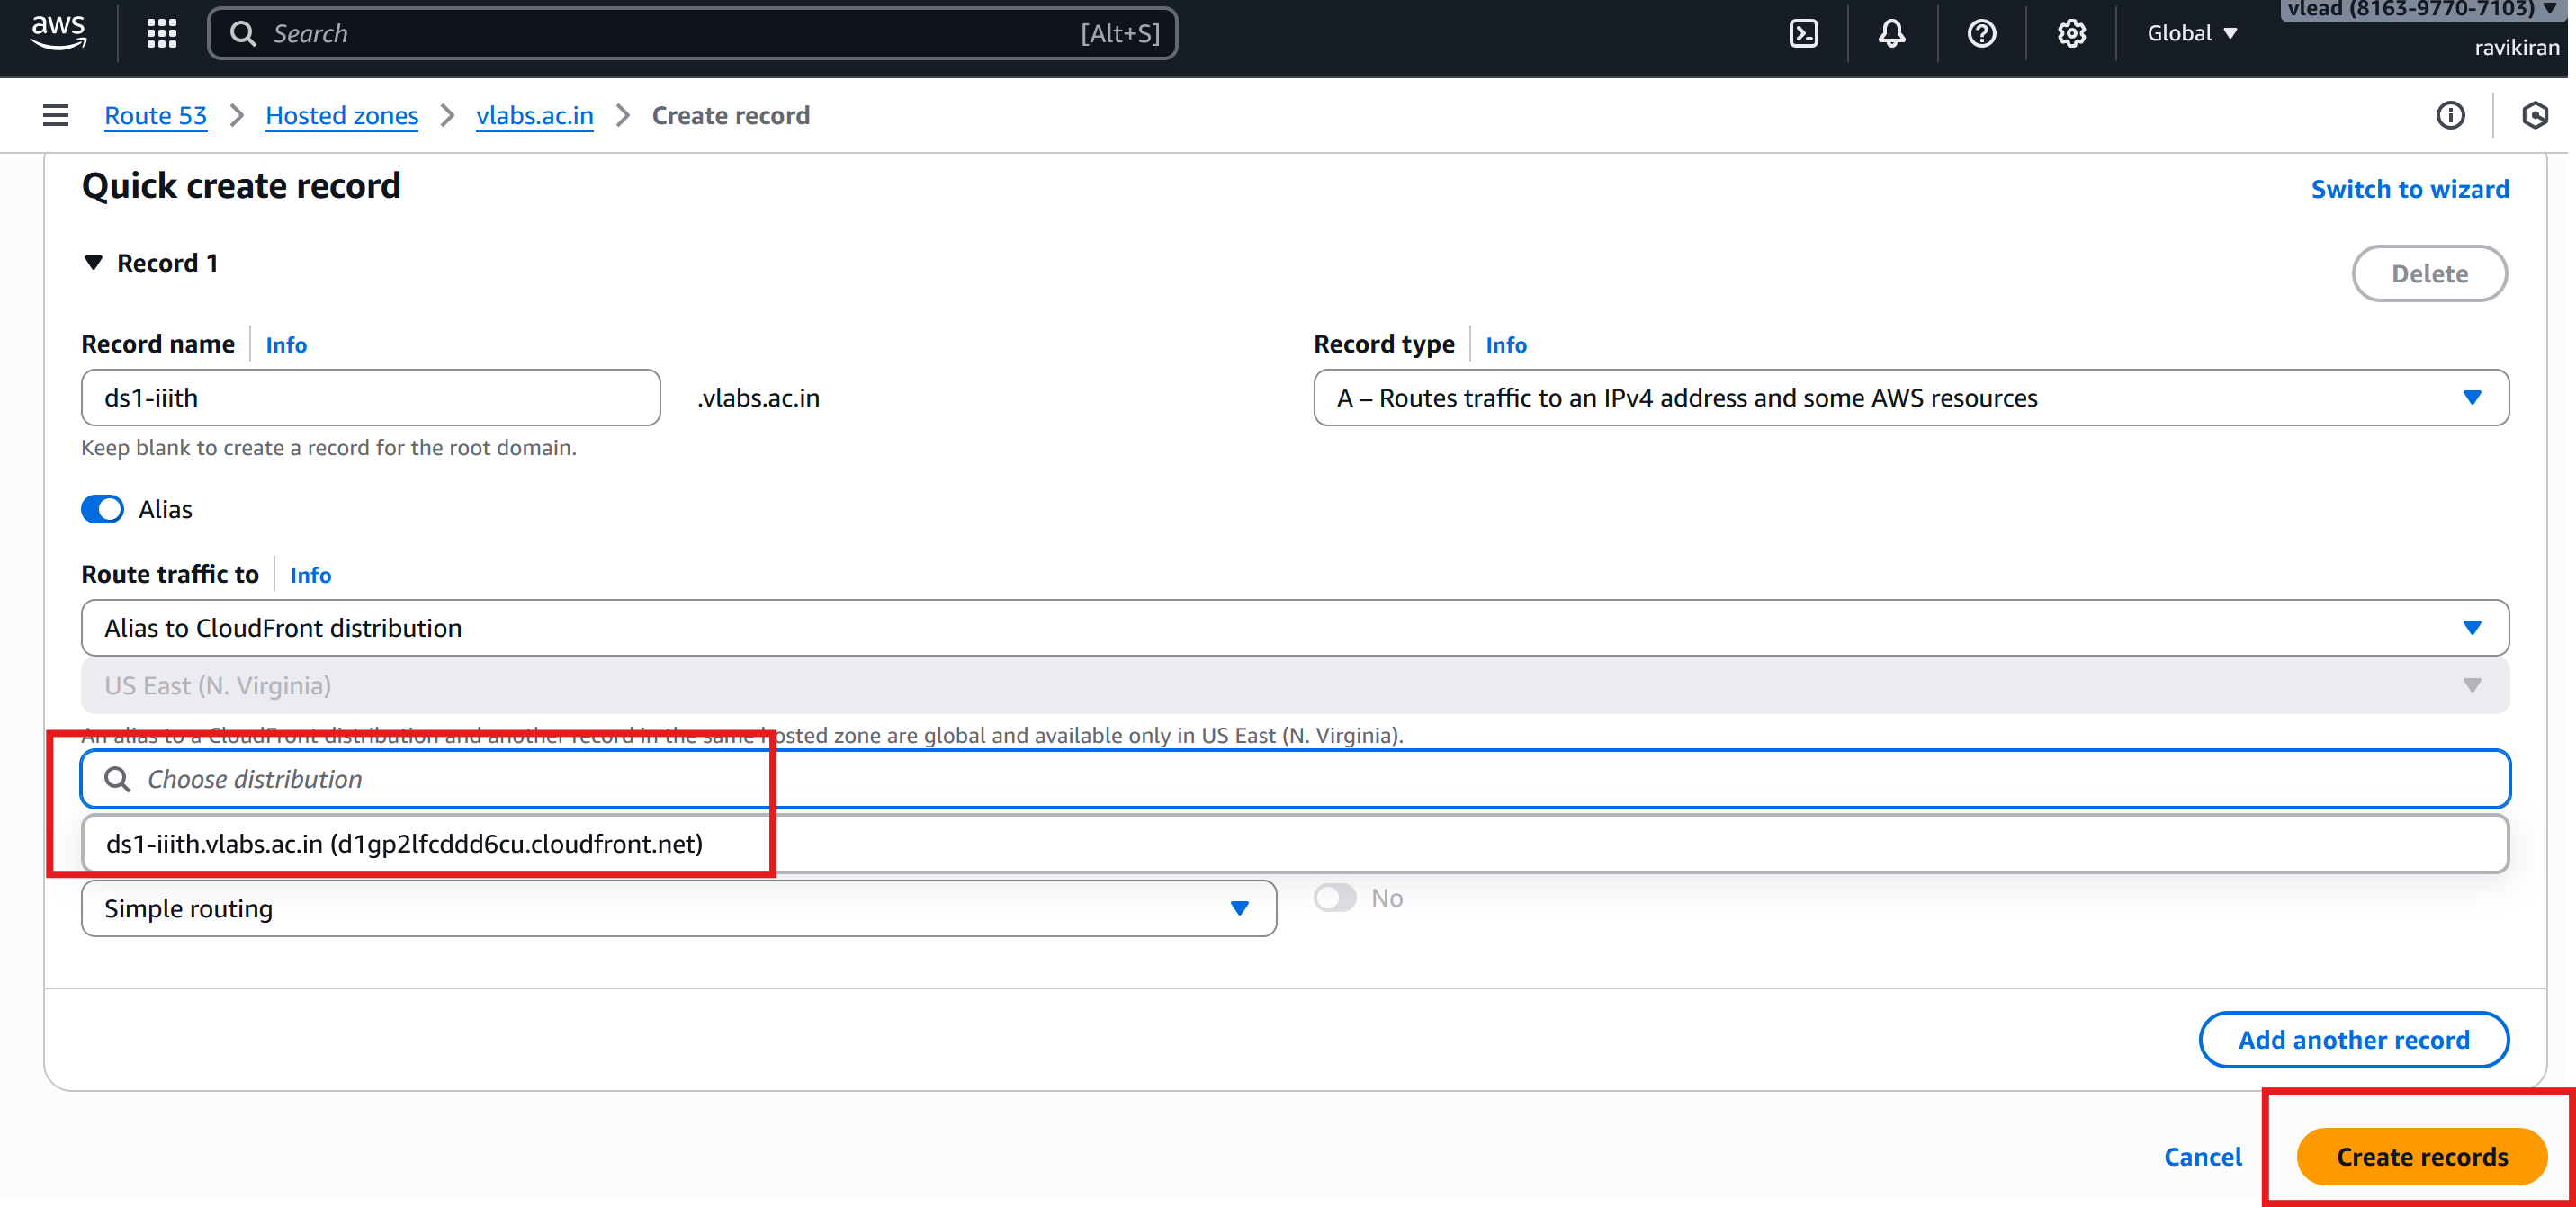 aws
Search [Alt+S]
Global
vlead (8163-9770-7103)
ravikiran
Route 53 Hosted zones vlabs.ac.in Create record
Quick create record
Switch to wizard
Record 1
Delete
Record name Info
ds1-iiith .vlabs.ac.in
Keep blank to create a record for the root domain.
Record type Info
A – Routes traffic to an IPv4 address and some AWS resources
Alias
Route traffic to Info
Alias to CloudFront distribution
US East (N. Virginia)
An alias to a CloudFront distribution and another record in the same hosted zone are global and available only in US East (N. Virginia).
Choose distribution
ds1-iiith.vlabs.ac.in (d1gp2lfcddd6cu.cloudfront.net)
Simple routing
No
Add another record
Cancel
Create records